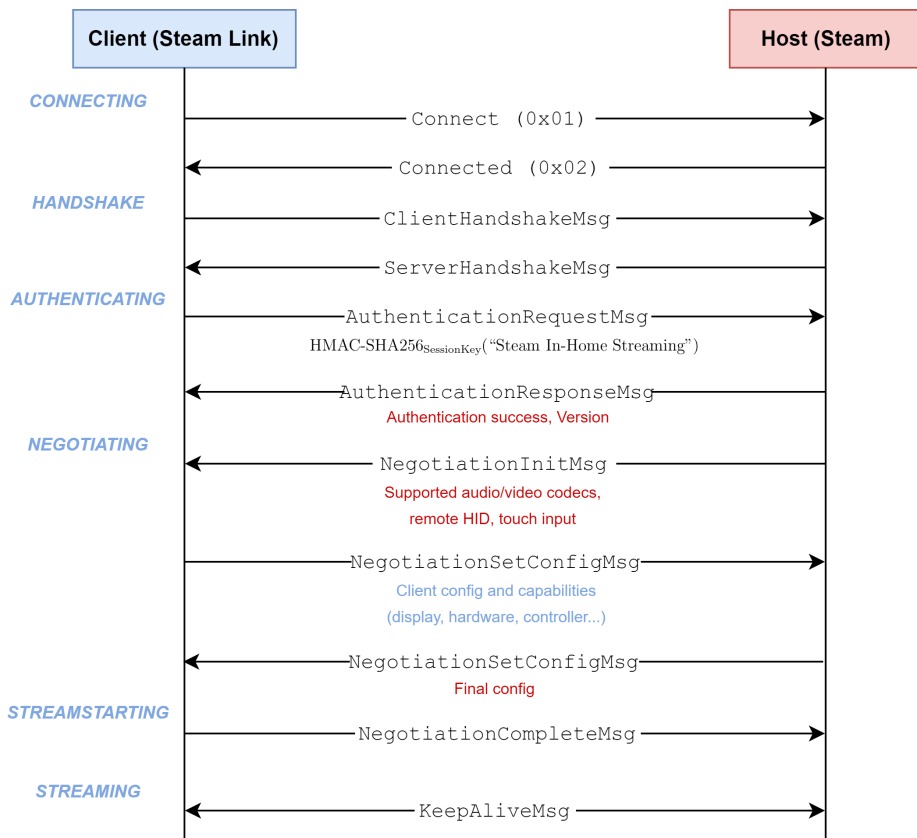 Client (Steam Link)
Host (Steam)
CONNECTING
Connect (0x01)
Connected (0x02)
HANDSHAKE
ClientHandshakeMsg
ServerHandshakeMsg
AUTHENTICATING
AuthenticationRequestMsg
HMAC-SHA256SessionKey(“Steam In-Home Streaming”)
AuthenticationResponseMsg
Authentication success, Version
NEGOTIATING
NegotiationInitMsg
Supported audio/video codecs,
remote HID, touch input
NegotiationSetConfigMsg
Client config and capabilities
(display, hardware, controller...)
NegotiationSetConfigMsg
Final config
STREAMSTARTING
NegotiationCompleteMsg
STREAMING
KeepAliveMsg